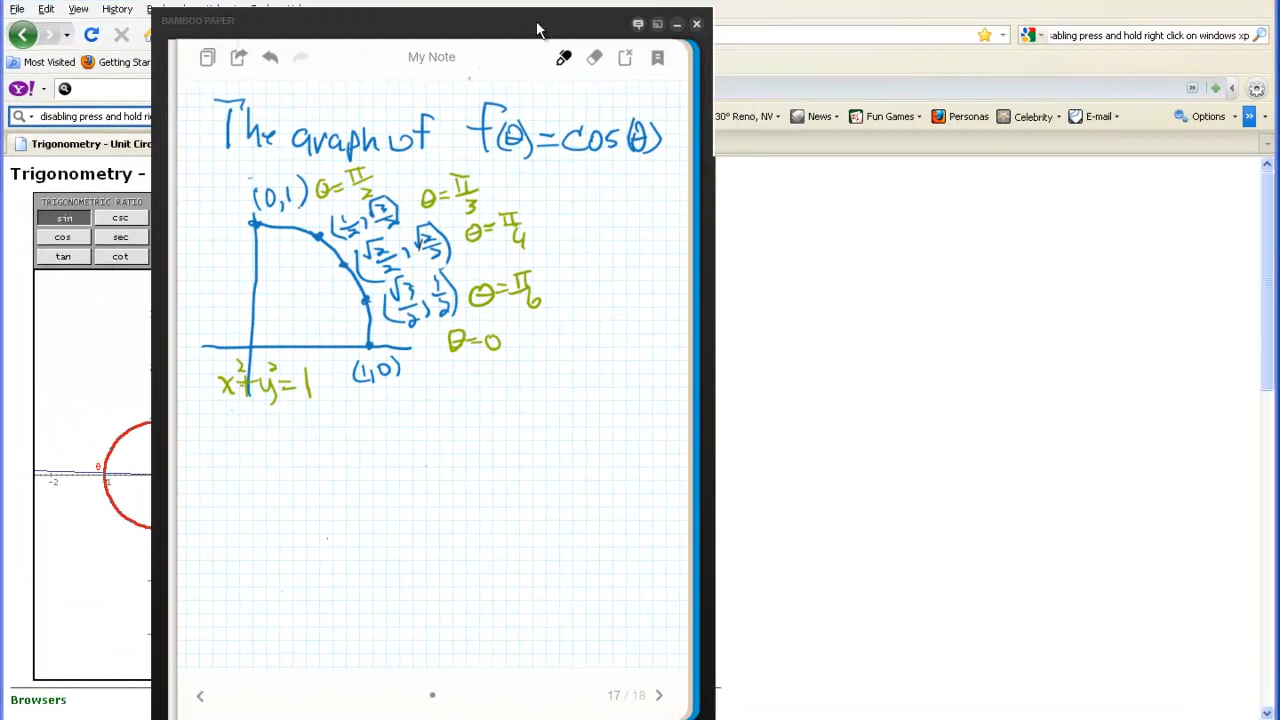 File Edit View History
BAMBOO PAPER
abling press and hold right click on windows xp
Most Visited Getting Star
My Note
Y!
disabling press and hold ri
30° Reno, NV News Fun Games Personas Celebrity E-mail Options
Trigonometry - Unit Circ
Trigonometry -
TRIGONOMETRIC RATIO
sin csc
cos sec
tan cot
The graph of f(θ)=cos(θ)
(0,1) θ=π/2
(1/2, √3/2) θ=π/3
(√2/2, √2/2) θ=π/4
(√3/2, 1/2) θ=π/6
θ=0
(1,0)
x²+y²=1
θ
-2 -1
17 / 18
Browsers